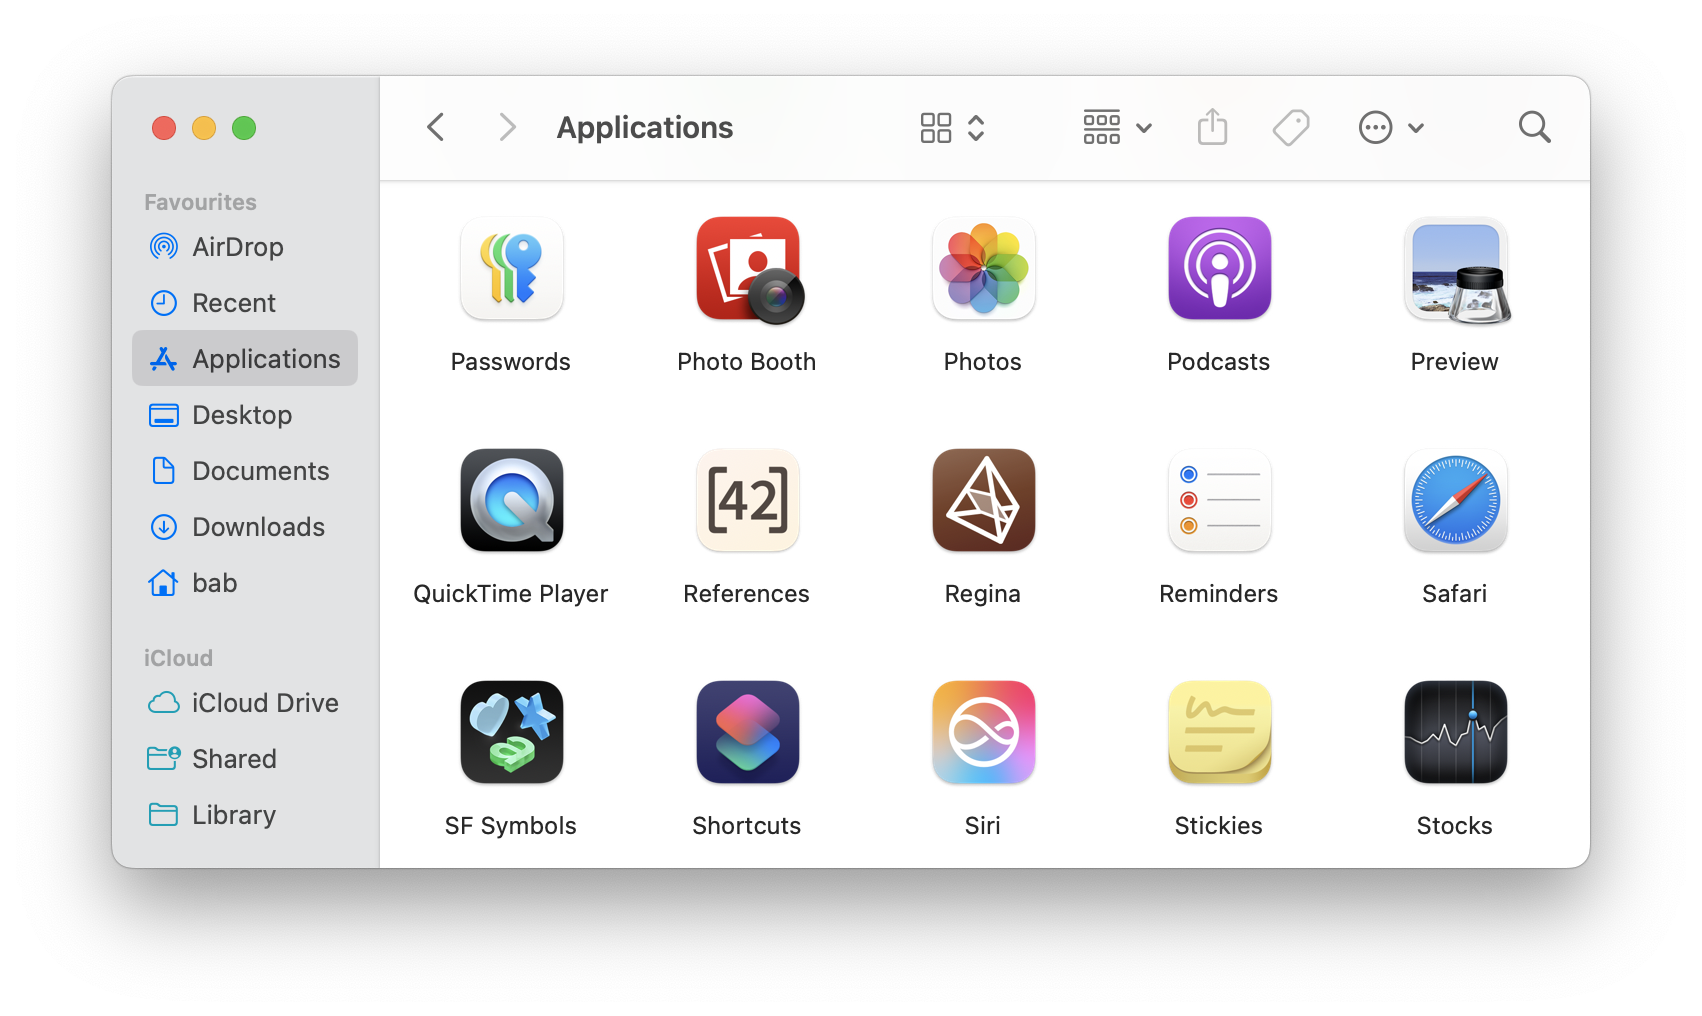 Applications
Favourites
AirDrop
Recent
Applications
Desktop
Documents
Downloads
bab
iCloud
iCloud Drive
Shared
Library
Passwords
Photo Booth
Photos
Podcasts
Preview
[42]
QuickTime Player
References
Regina
Reminders
Safari
a
SF Symbols
Shortcuts
Siri
Stickies
Stocks